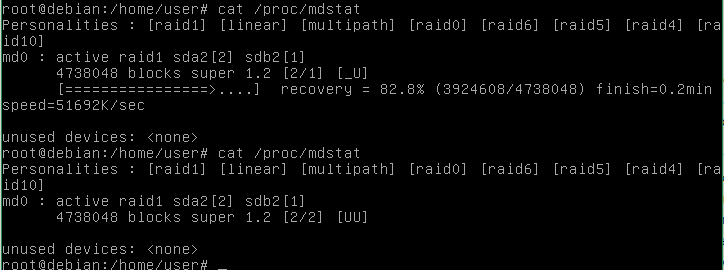 root@debian:/home/user# cat /proc/mdstat
Personalities : [raid1] [linear] [multipath] [raid0] [raid6] [raid5] [raid4] [ra
id10]
md0 : active raid1 sda2[2] sdb2[1]
      4738048 blocks super 1.2 [2/1] [_U]
      [================>....]  recovery = 82.8% (3924608/4738048) finish=0.2min
speed=51692K/sec

unused devices: <none>
root@debian:/home/user# cat /proc/mdstat
Personalities : [raid1] [linear] [multipath] [raid0] [raid6] [raid5] [raid4] [ra
id10]
md0 : active raid1 sda2[2] sdb2[1]
      4738048 blocks super 1.2 [2/2] [UU]

unused devices: <none>
root@debian:/home/user# _